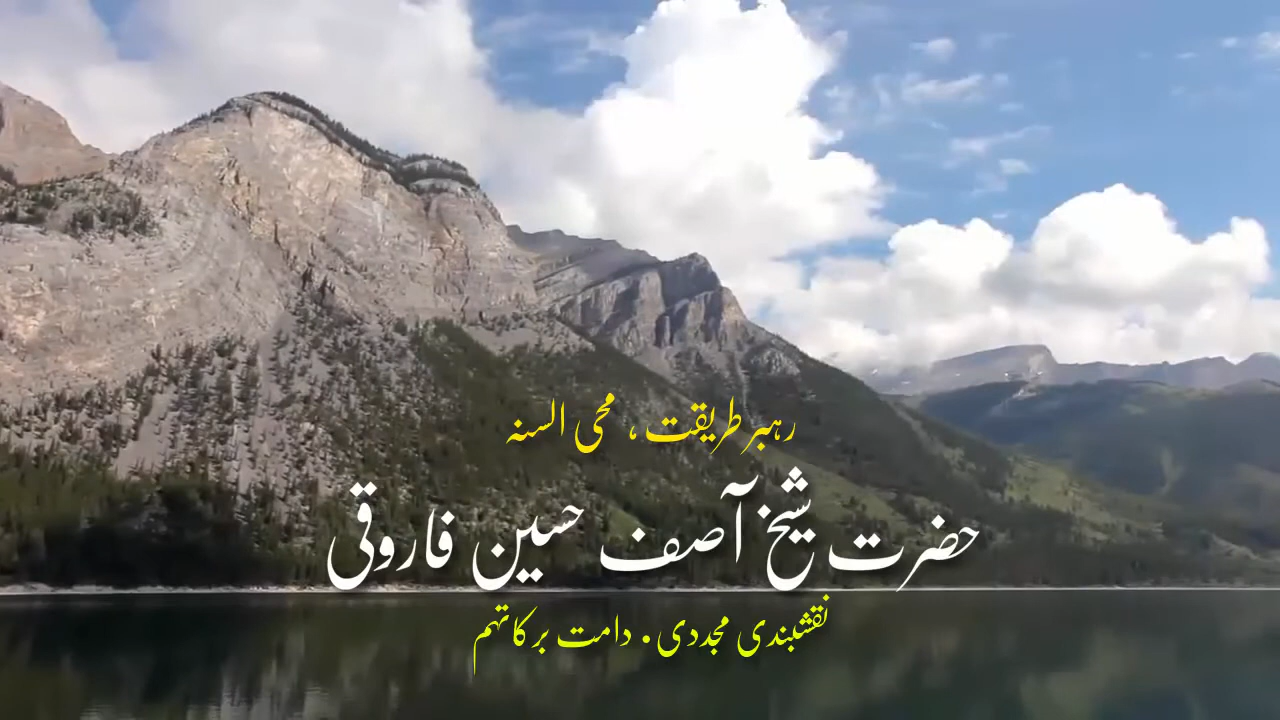 رہبر طریقت، محی السنہ
حضرت شیخ آصف حسین فاروقی
نقشبندی مجددی . دامت برکاتہم